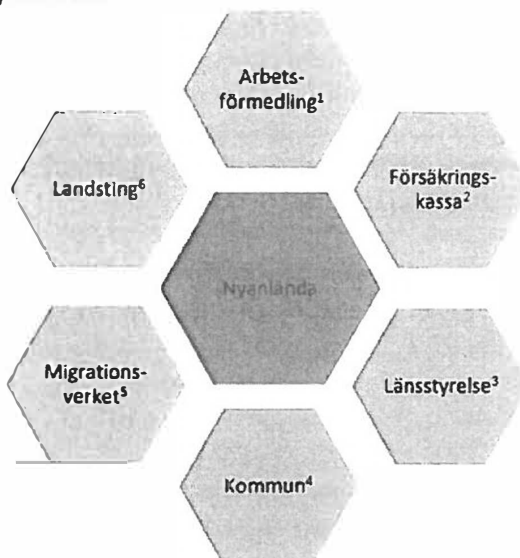 Arbets-
förmedling¹
Försäkrings-
kassa²
Länsstyrelse³
Kommun⁴
Migrations-
verket⁵
Landsting⁶
Nyanlända